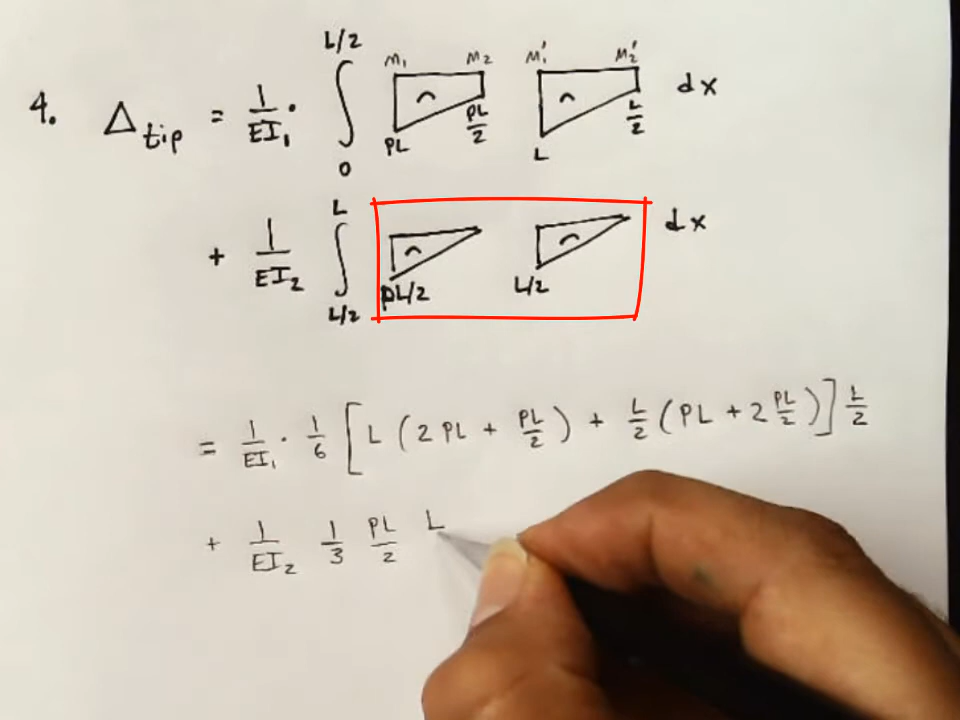 L/2 M₁ M₂ M₁' M₂'
4. Δtip = 1/EI₁ · ∫ dx
PL/2 L/2
0 PL L
L
+ 1/EI₂ ∫ dx
L/2 PL/2 L/2
= 1/EI₁ · 1/6 [ L ( 2PL + PL/2 ) + L/2 ( PL + 2 PL/2 ) ] L/2
+ 1/EI₂ 1/3 PL/2 L